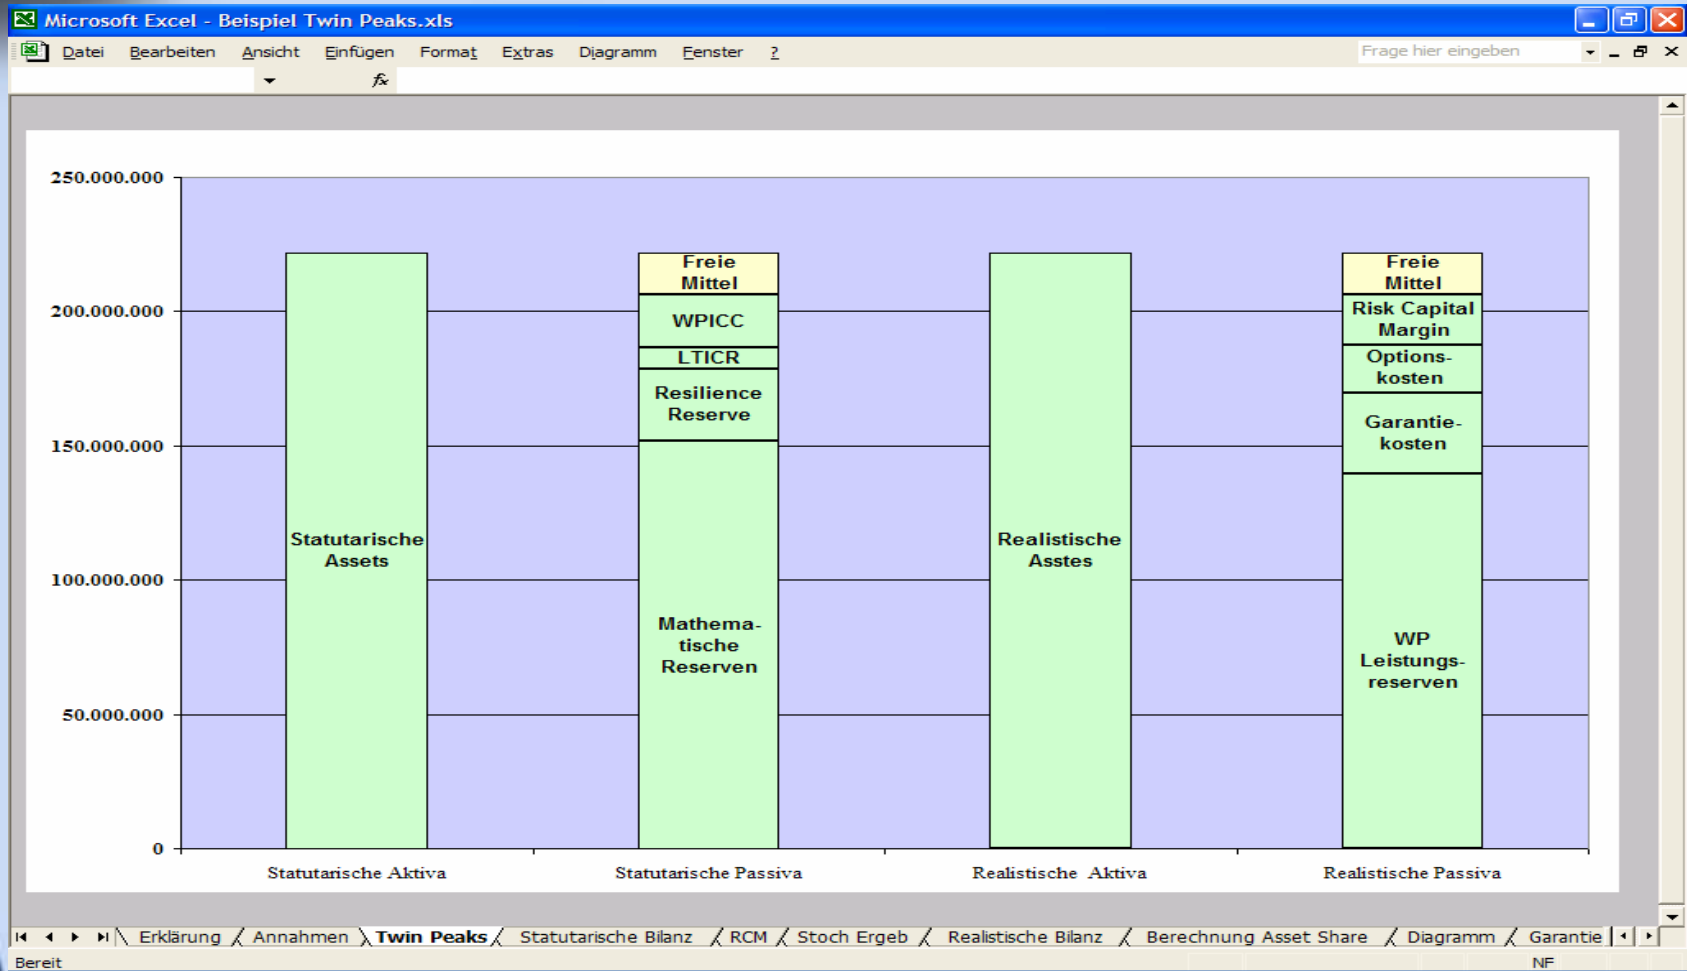 Microsoft Excel - Beispiel Twin Peaks.xls
Datei Bearbeiten Ansicht Einfügen Format Extras Diagramm Fenster ?
Frage hier eingeben
fx
250.000.000
200.000.000
150.000.000
100.000.000
50.000.000
0
Statutarische
Assets
Freie
Mittel
WPICC
LTICR
Resilience
Reserve
Mathema-
tische
Reserven
Realistische
Asstes
Freie
Mittel
Risk Capital
Margin
Options-
kosten
Garantie-
kosten
WP
Leistungs-
reserven
Statutarische Aktiva
Statutarische Passiva
Realistische Aktiva
Realistische Passiva
Erklärung / Annahmen \ Twin Peaks / Statutarische Bilanz / RCM / Stoch Ergeb / Realistische Bilanz / Berechnung Asset Share / Diagramm / Garantie
Bereit
NF